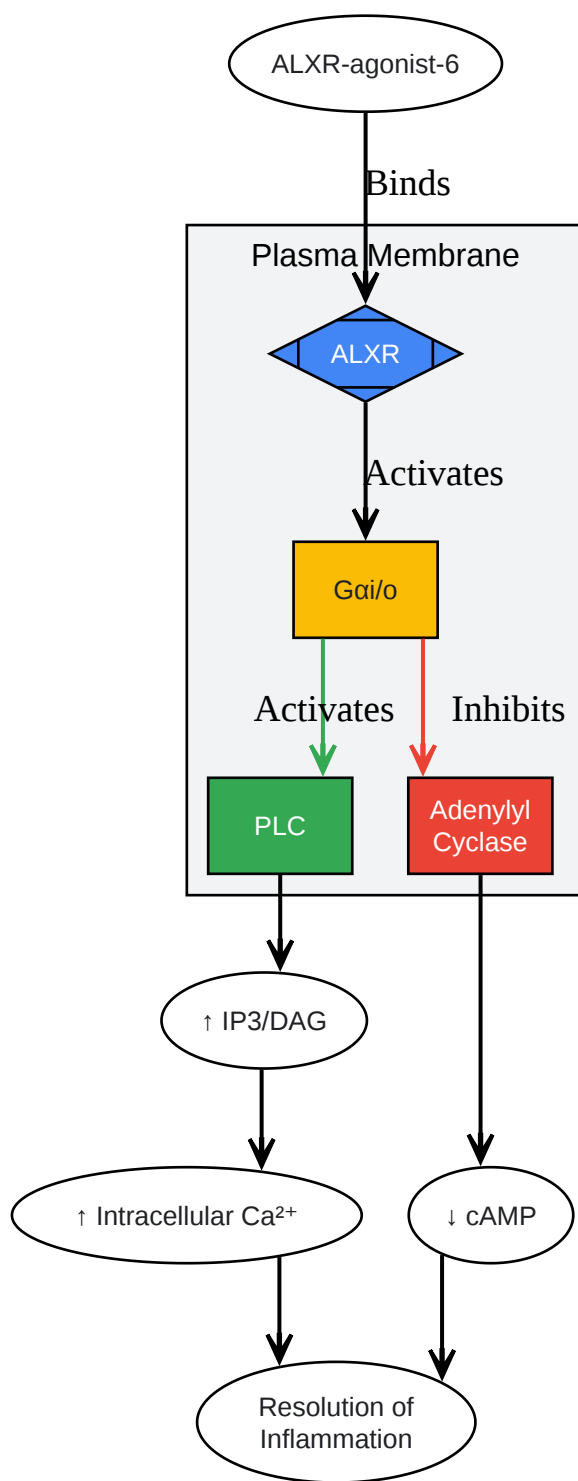 ALXR-agonist-6
Binds
Plasma Membrane
ALXR
Activates
Gαi/o
Activates
Inhibits
PLC
Adenylyl
Cyclase
↑ IP3/DAG
↑ Intracellular Ca²⁺
↓ cAMP
Resolution of
Inflammation